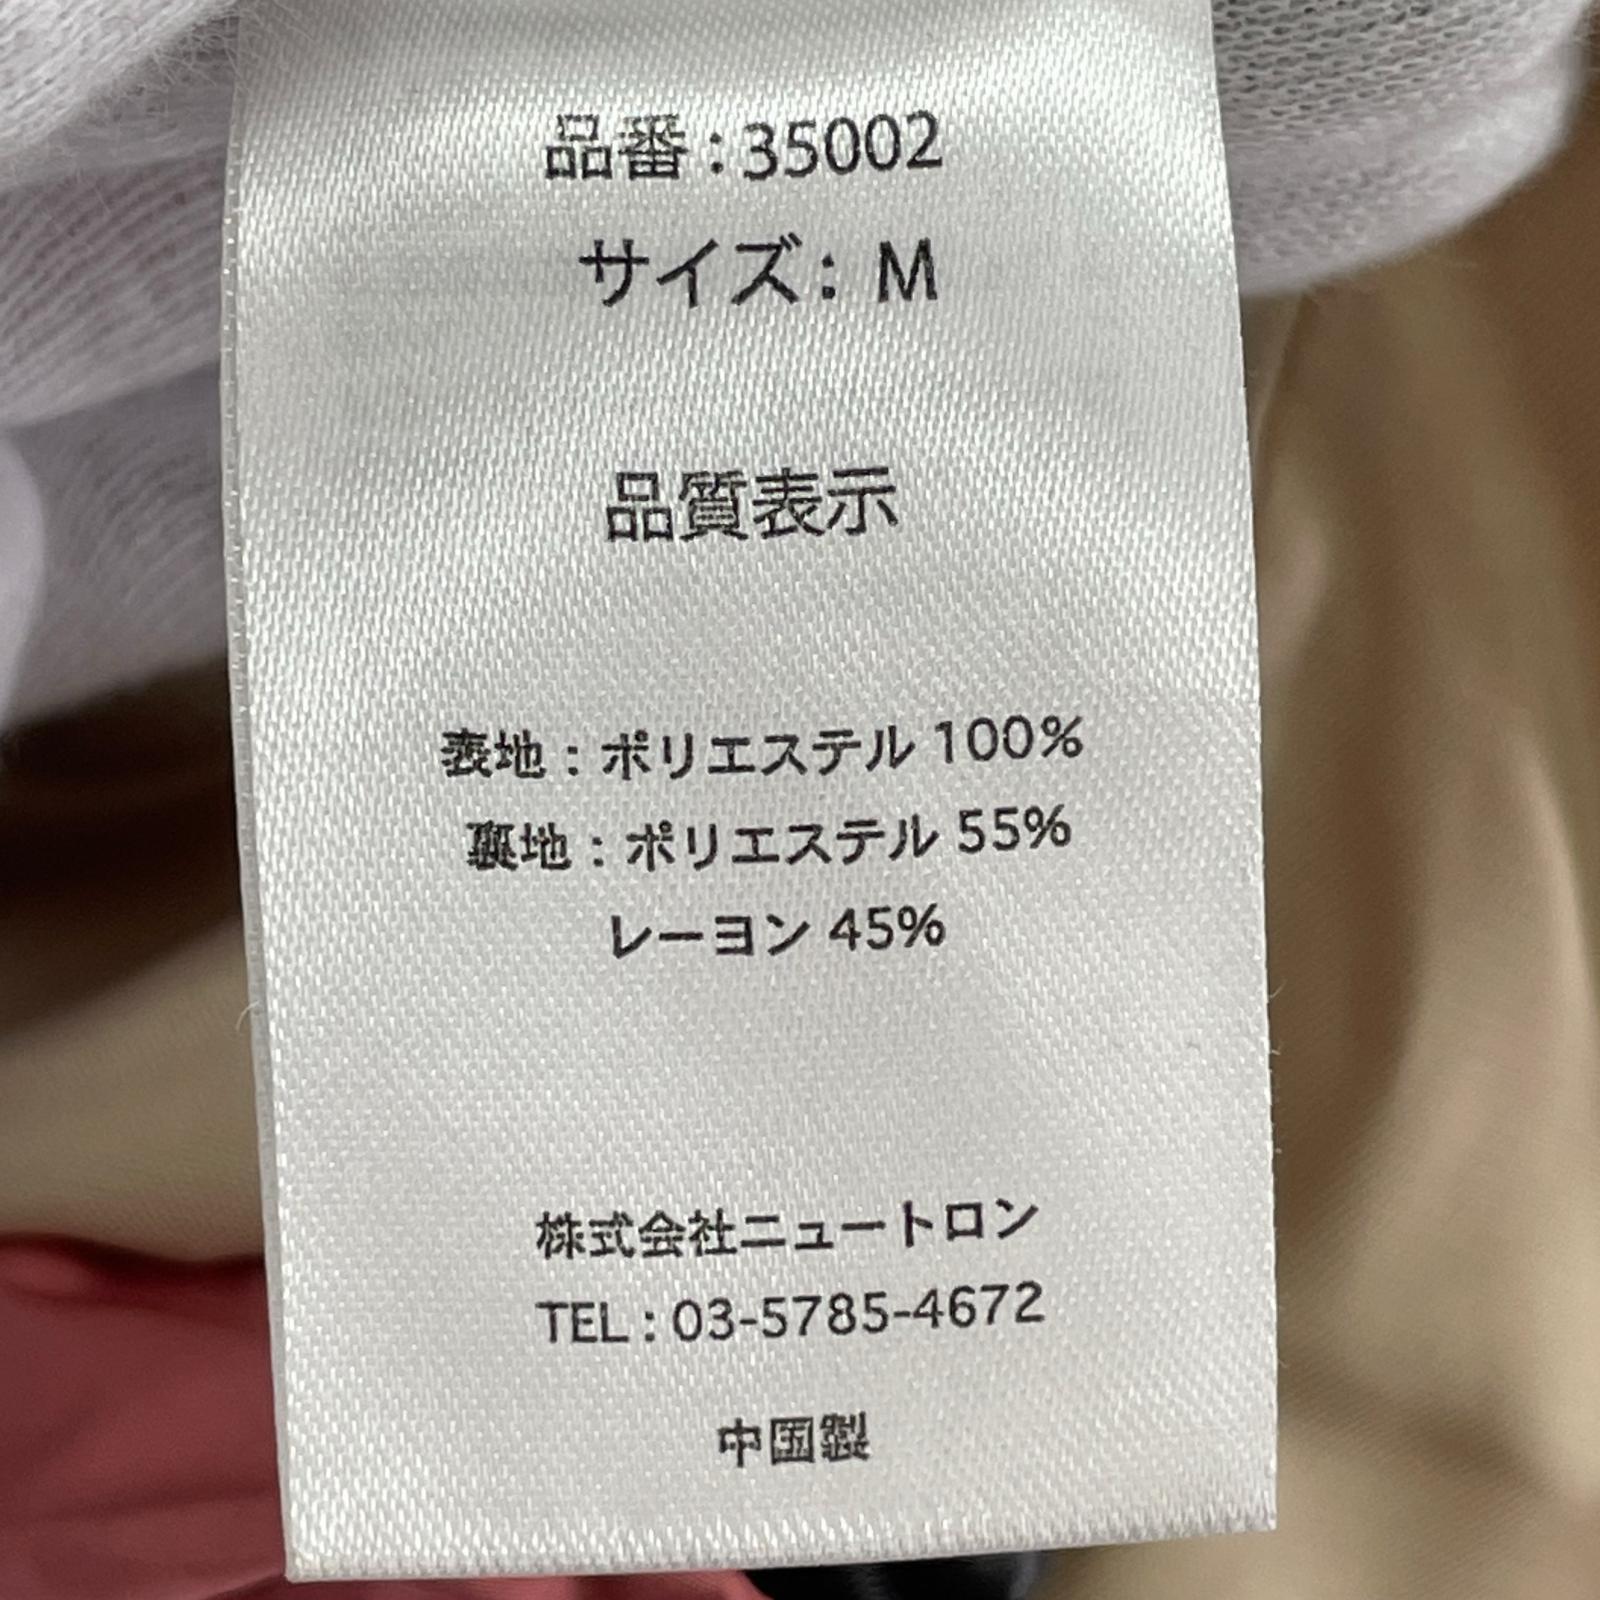 品番：35002
サイズ：M
品質表示
表地：ポリエステル 100%
裏地：ポリエステル 55%
レーヨン 45%
株式会社ニュートロン
TEL：03-5785-4672
中国製